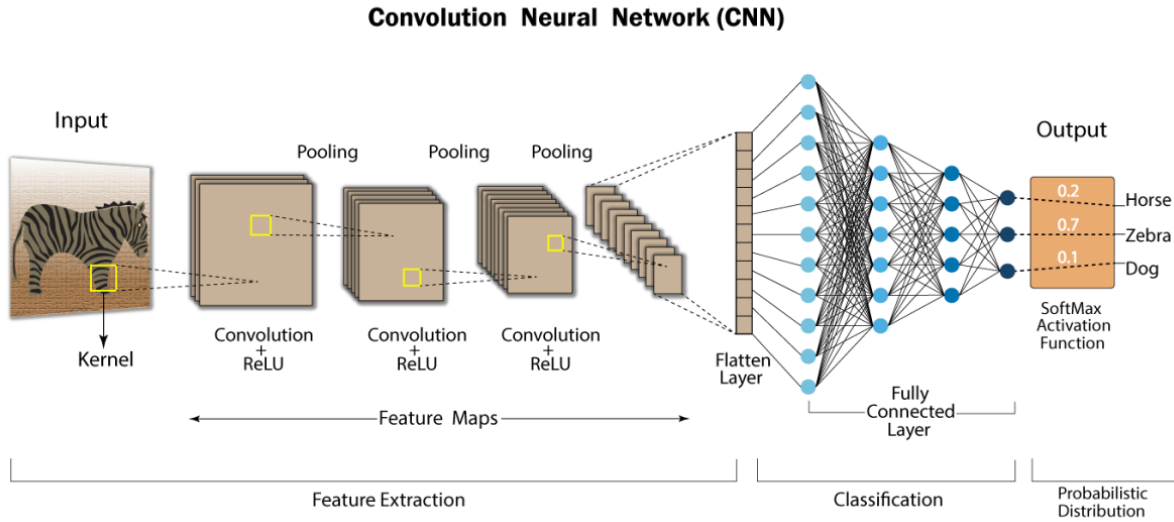 Convolution Neural Network (CNN)
Input
Kernel
Pooling
Pooling
Pooling
Convolution
+
ReLU
Convolution
+
ReLU
Convolution
+
ReLU
Feature Maps
Flatten
Layer
Fully
Connected
Layer
Output
0.2
0.7
0.1
Horse
Zebra
Dog
SoftMax
Activation
Function
Feature Extraction
Classification
Probabilistic
Distribution